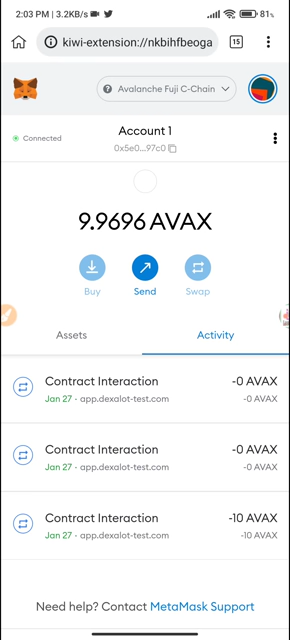 2:03 PM | 3.2KB/s
81%
kiwi-extension://nkbihfbeoga
15
Avalanche Fuji C-Chain
Connected
Account 1
0x5e0...97c0
9.9696 AVAX
Buy
Send
Swap
Assets
Activity
Contract Interaction
-0 AVAX
Jan 27 · app.dexalot-test.com
-0 AVAX
Contract Interaction
-0 AVAX
Jan 27 · app.dexalot-test.com
-0 AVAX
Contract Interaction
-10 AVAX
Jan 27 · app.dexalot-test.com
-10 AVAX
Need help? Contact MetaMask Support